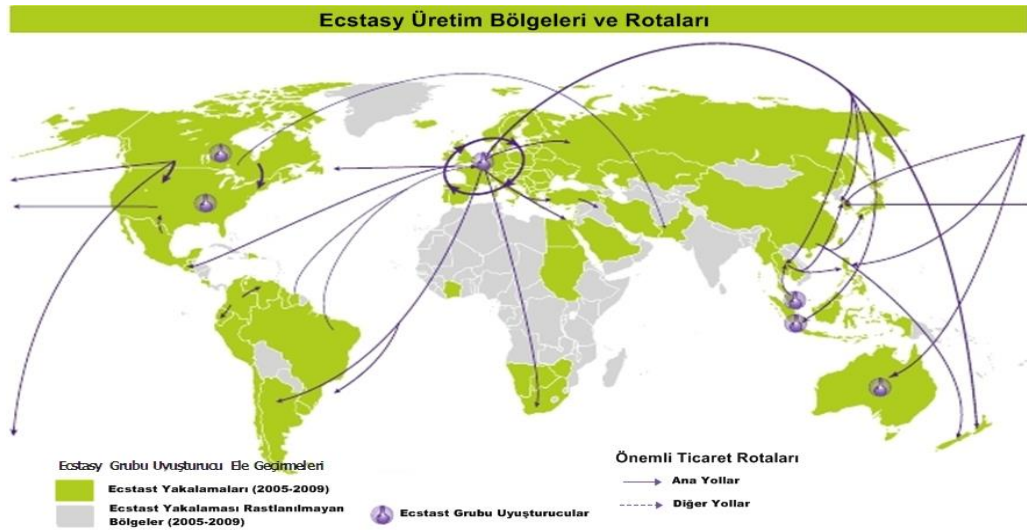 Ecstasy Üretim Bölgeleri ve Rotaları
Ecstasy Grubu Uyuşturucu Ele Geçirmeleri
Ecstast Yakalamaları (2005-2009)
Ecstast Yakalaması Rastlanılmayan
Bölgeler (2005-2009)
Ecstast Grubu Uyuşturucular
Önemli Ticaret Rotaları
Ana Yollar
Diğer Yollar